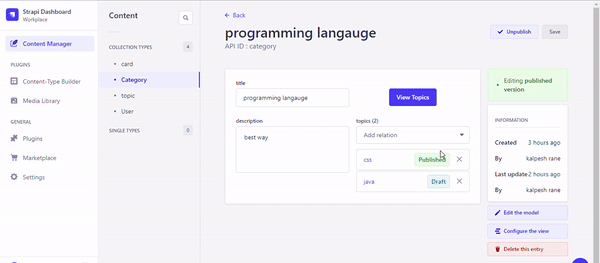 Strapi Dashboard
Workplace
Content Manager
PLUGINS
Content-Type Builder
Media Library
GENERAL
Plugins
Marketplace
Settings
Content
COLLECTION TYPES 4
card
Category
topic
User
SINGLE TYPES 0
Back
programming langauge
API ID : category
Unpublish
Save
title
programming langauge
View Topics
description
best way
topics (2)
Add relation
css Published
java Draft
Editing published version
INFORMATION
Created 3 hours ago
By kalpesh rane
Last update 2 hours ago
By kalpesh rane
Edit the model
Configure the view
Delete this entry